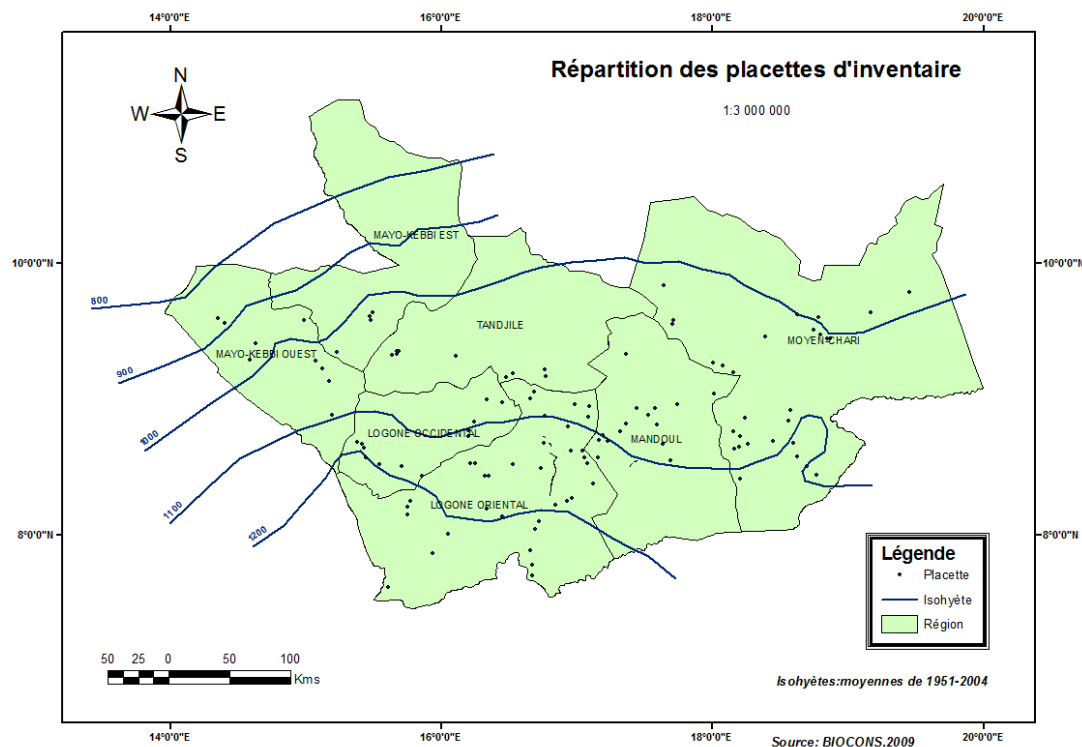 14°0'0"E 16°0'0"E 18°0'0"E 20°0'0"E
Répartition des placettes d'inventaire
1:3 000 000
N
W E
S
10°0'0"N 10°0'0"N
MAYO-KEBBI EST
800
TANDJILE
MOYEN-CHARI
MAYO-KEBBI OUEST
900
1000
LOGONE OCCIDENTAL
MANDOUL
1100
LOGONE ORIENTAL
1200
8°0'0"N 8°0'0"N
Légende
Placette
Isohyète
Région
50 25 0 50 100
Kms
Isohyètes:moyennes de 1951-2004
14°0'0"E 16°0'0"E 18°0'0"E 20°0'0"E
Source: BIOCONS,2009